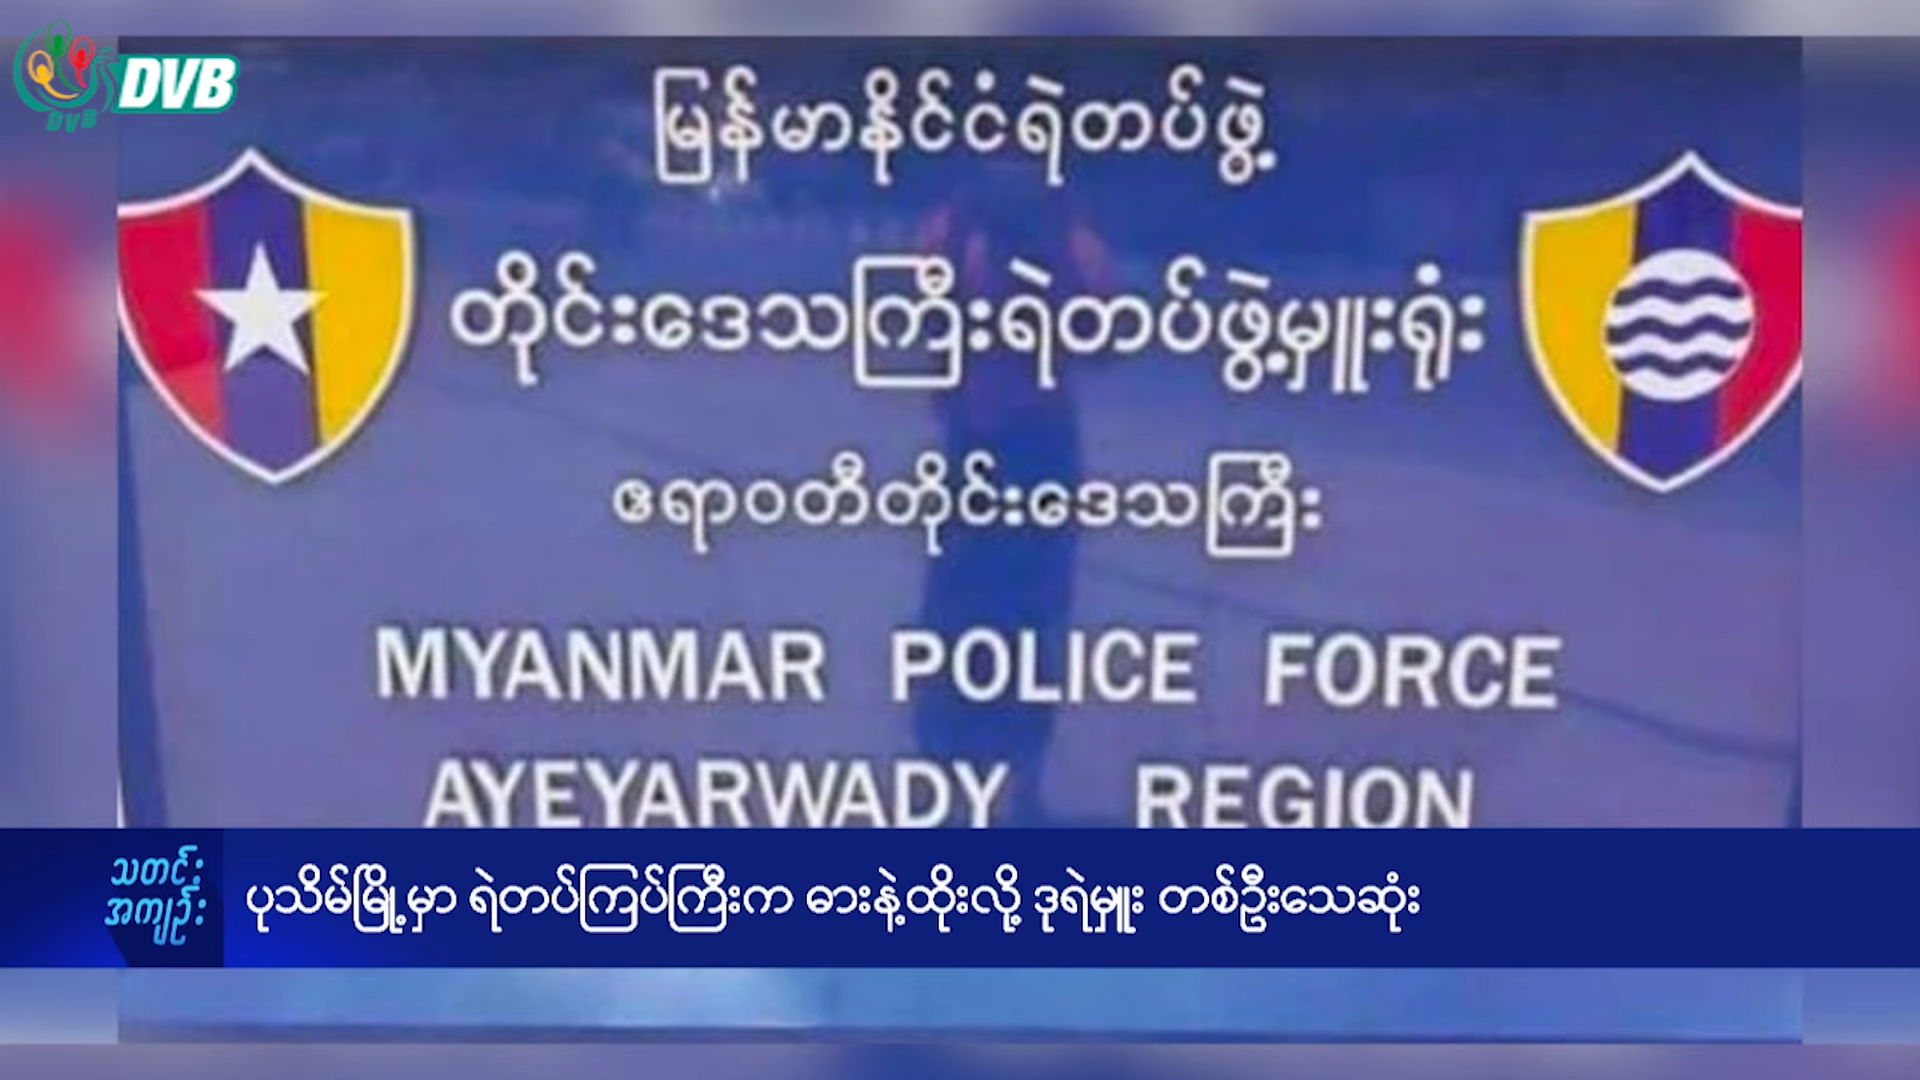 DVB
DVB
မြန်မာနိုင်ငံရဲတပ်ဖွဲ့
တိုင်းဒေသကြီးရဲတပ်ဖွဲ့မှူးရုံး
ဧရာဝတီတိုင်းဒေသကြီး
MYANMAR POLICE FORCE
AYEYARWADY REGION
သတင်း
အကျဉ်း
ပုသိမ်မြို့မှာ ရဲတပ်ကြပ်ကြီးက ဓားနဲ့ထိုးလို့ ဒုရဲမှူး တစ်ဦးသေဆုံး